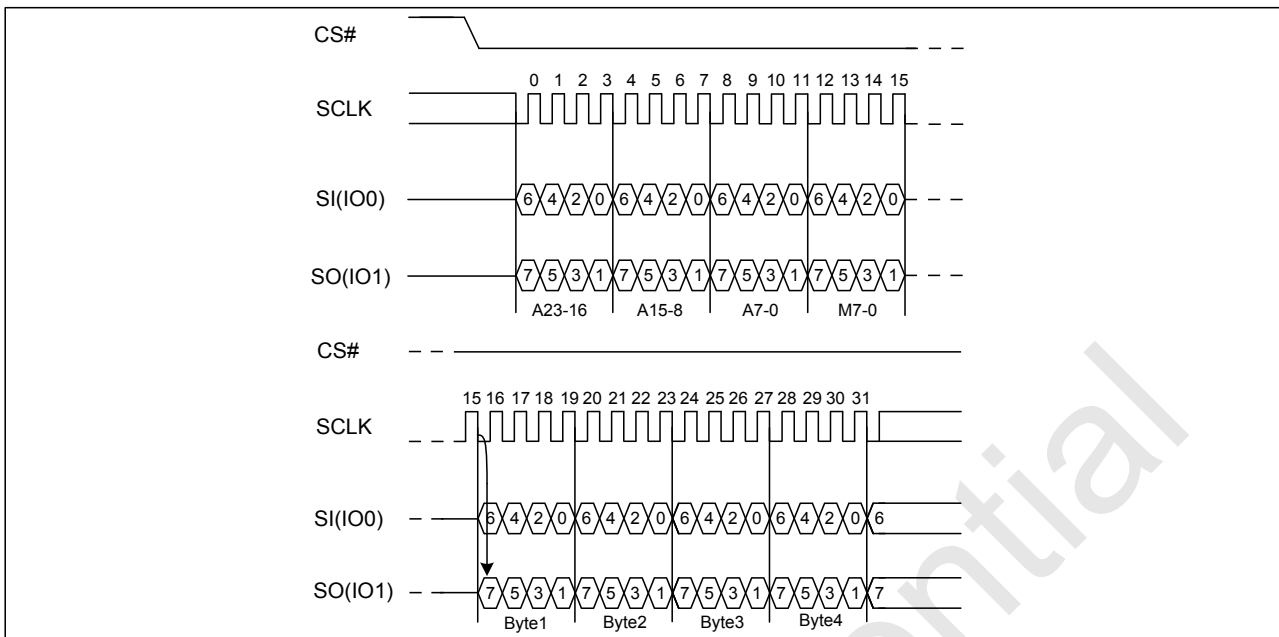 CS#
0 1 2 3 4 5 6 7 8 9 10 11 12 13 14 15
SCLK
SI(IO0) 6 4 2 0 6 4 2 0 6 4 2 0 6 4 2 0
SO(IO1) 7 5 3 1 7 5 3 1 7 5 3 1 7 5 3 1
A23-16 A15-8 A7-0 M7-0
CS#
15 16 17 18 19 20 21 22 23 24 25 26 27 28 29 30 31
SCLK
SI(IO0) 6 4 2 0 6 4 2 0 6 4 2 0 6 4 2 0 6
SO(IO1) 7 5 3 1 7 5 3 1 7 5 3 1 7 5 3 1 7
Byte1 Byte2 Byte3 Byte4
ential